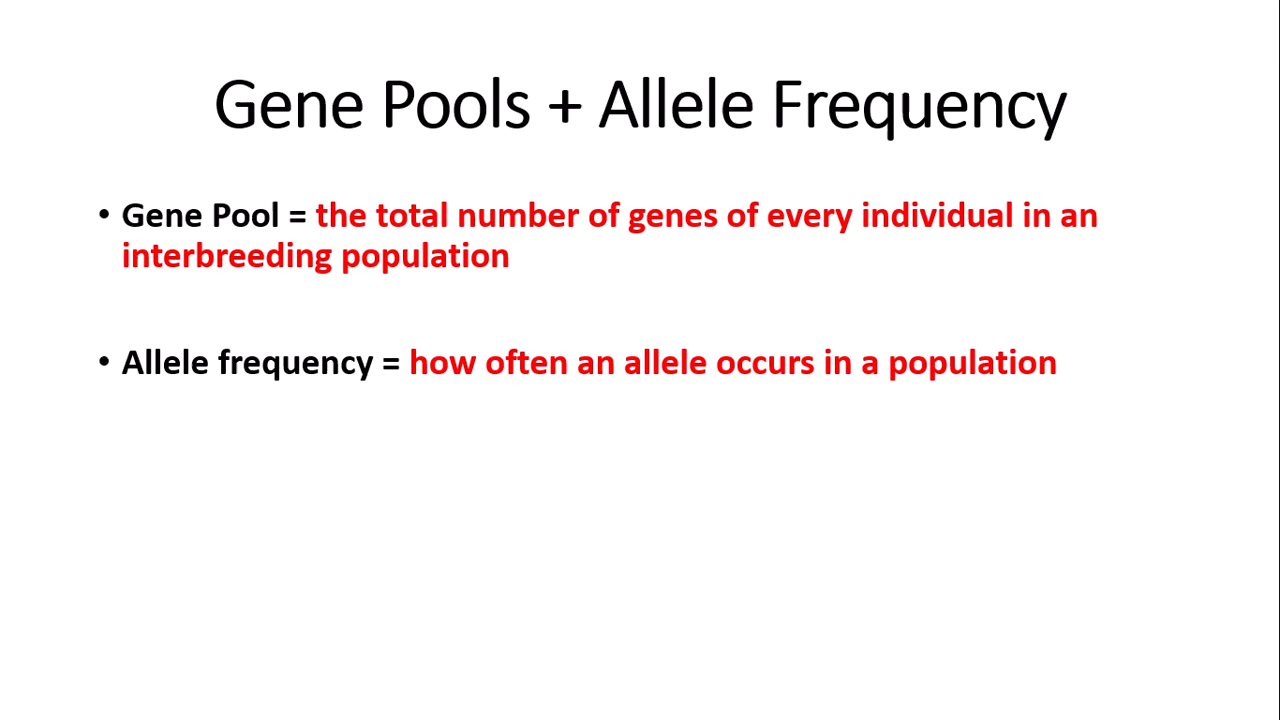 Gene Pools + Allele Frequency
• Gene Pool = the total number of genes of every individual in an
interbreeding population
• Allele frequency = how often an allele occurs in a population